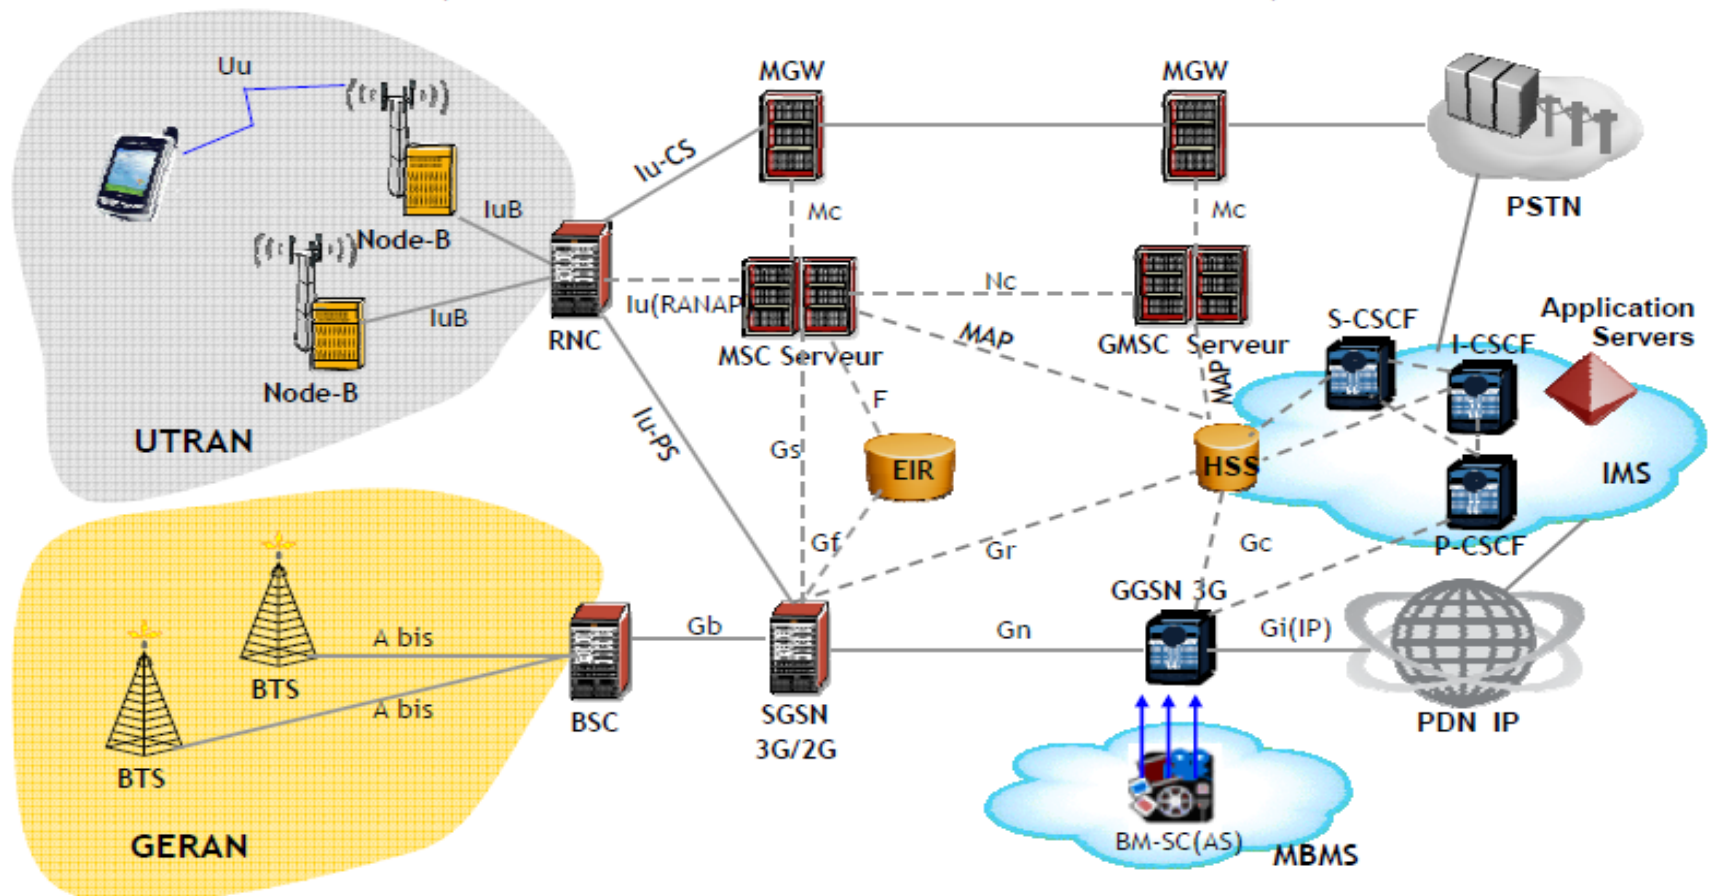 MGW
MGW
Uu
Iu-CS
IuB
Mc
Mc
PSTN
Node-B
Nc
Iu(RANAP
IuB
RNC
MSC Serveur
MAP
GMSC Serveur
MAP
S-CSCF
I-CSCF
Application
Servers
Node-B
F
UTRAN
Iu-PS
Gs
EIR
HSS
IMS
Gf
Gr
Gc
P-CSCF
GGSN 3G
A bis
Gb
Gn
Gi(IP)
BTS
A bis
BSC
SGSN
3G/2G
PDN IP
BTS
GERAN
BM-SC(AS)
MBMS